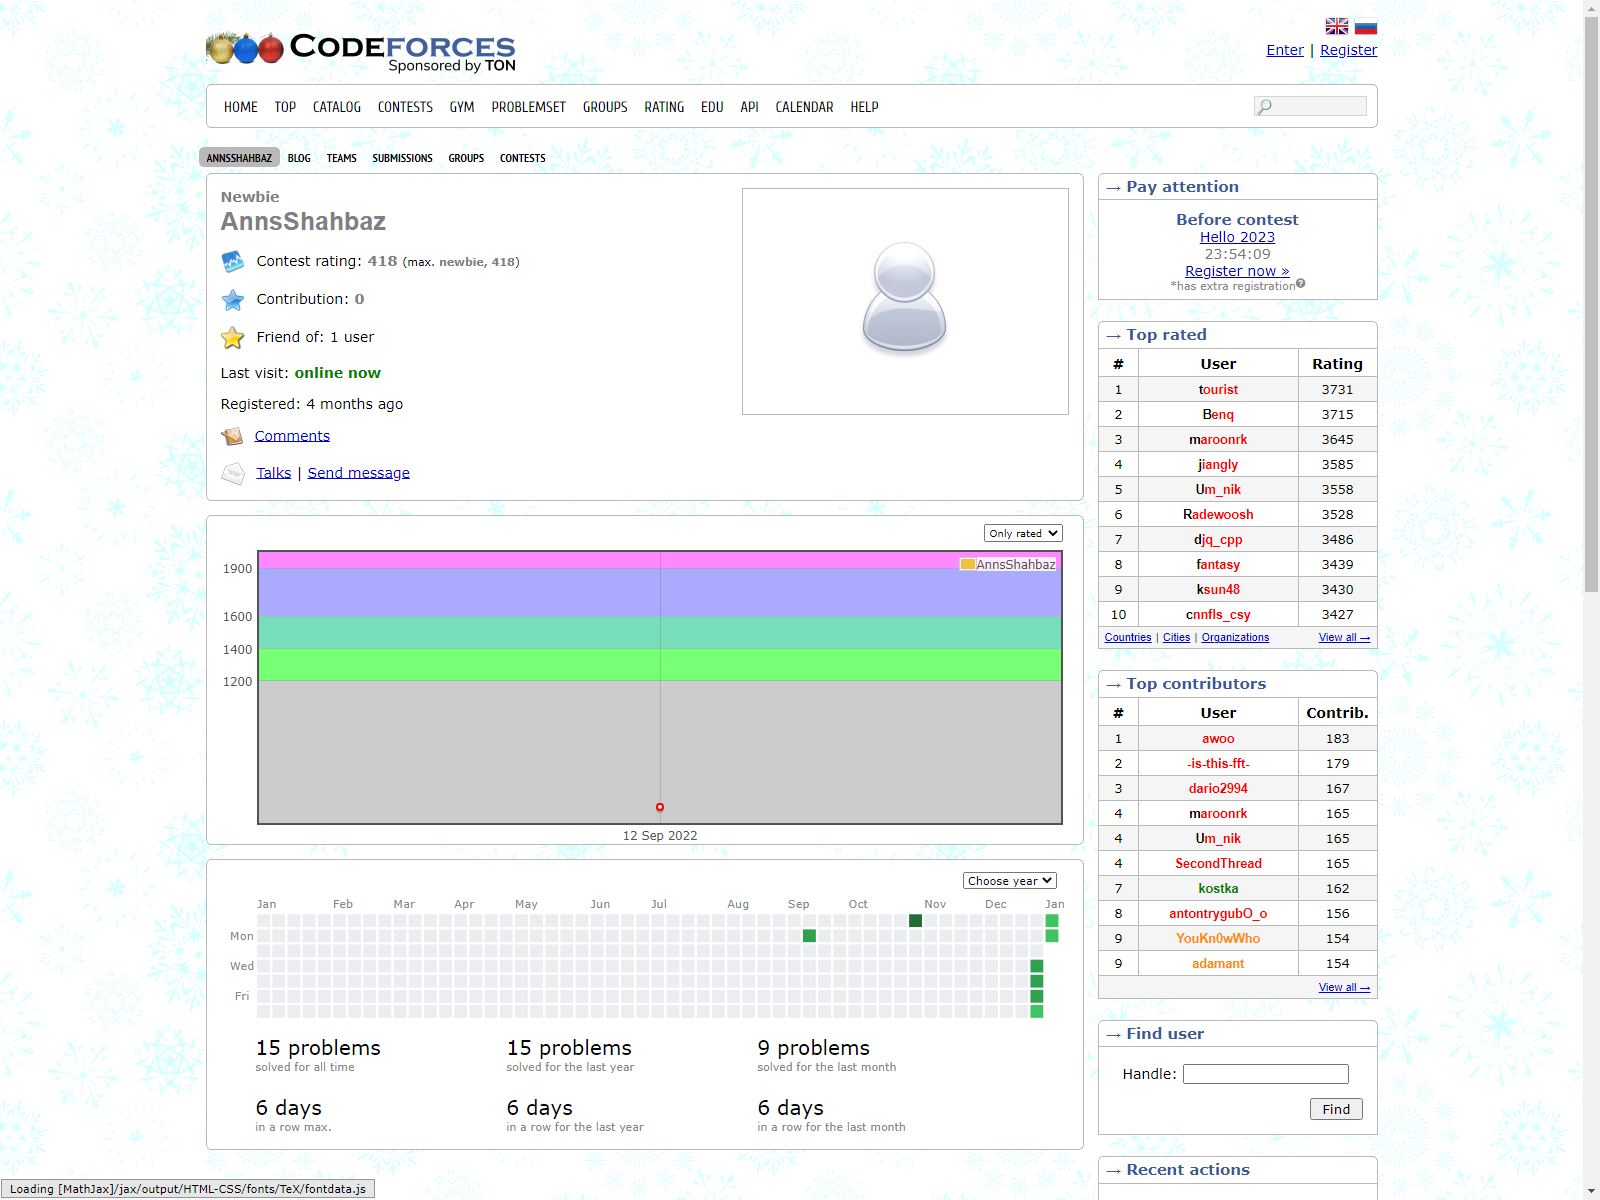 CODEFORCES
Sponsored by TON
Enter | Register
HOME TOP CATALOG CONTESTS GYM PROBLEMSET GROUPS RATING EDU API CALENDAR HELP
ANNSSHAHBAZ BLOG TEAMS SUBMISSIONS GROUPS CONTESTS
Newbie
AnnsShahbaz
Contest rating: 418 (max. newbie, 418)
Contribution: 0
Friend of: 1 user
Last visit: online now
Registered: 4 months ago
Comments
Talks | Send message
Only rated
AnnsShahbaz
1900
1600
1400
1200
12 Sep 2022
Choose year
Jan Feb Mar Apr May Jun Jul Aug Sep Oct Nov Dec Jan
Mon
Wed
Fri
15 problems
solved for all time
15 problems
solved for the last year
9 problems
solved for the last month
6 days
in a row max.
6 days
in a row for the last year
6 days
in a row for the last month
→ Pay attention
Before contest
Hello 2023
23:54:09
Register now »
*has extra registration
→ Top rated
# User Rating
1 tourist 3731
2 Benq 3715
3 maroonrk 3645
4 jiangly 3585
5 Um_nik 3558
6 Radewoosh 3528
7 djq_cpp 3486
8 fantasy 3439
9 ksun48 3430
10 cnnfls_csy 3427
Countries | Cities | Organizations View all →
→ Top contributors
# User Contrib.
1 awoo 183
2 -is-this-fft- 179
3 dario2994 167
4 maroonrk 165
4 Um_nik 165
4 SecondThread 165
7 kostka 162
8 antontrygubO_o 156
9 YouKn0wWho 154
9 adamant 154
View all →
→ Find user
Handle:
Find
→ Recent actions
Loading [MathJax]/jax/output/HTML-CSS/fonts/TeX/fontdata.js